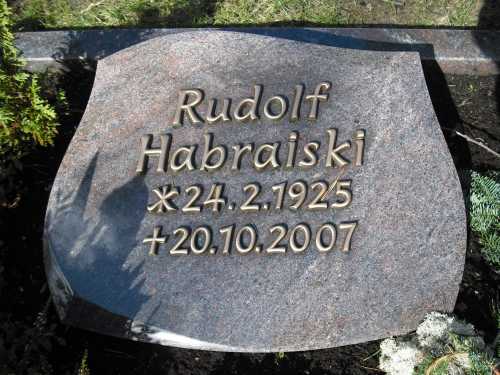 Rudolf
Habraiski
* 24.2.1925
✝ 20.10.2007